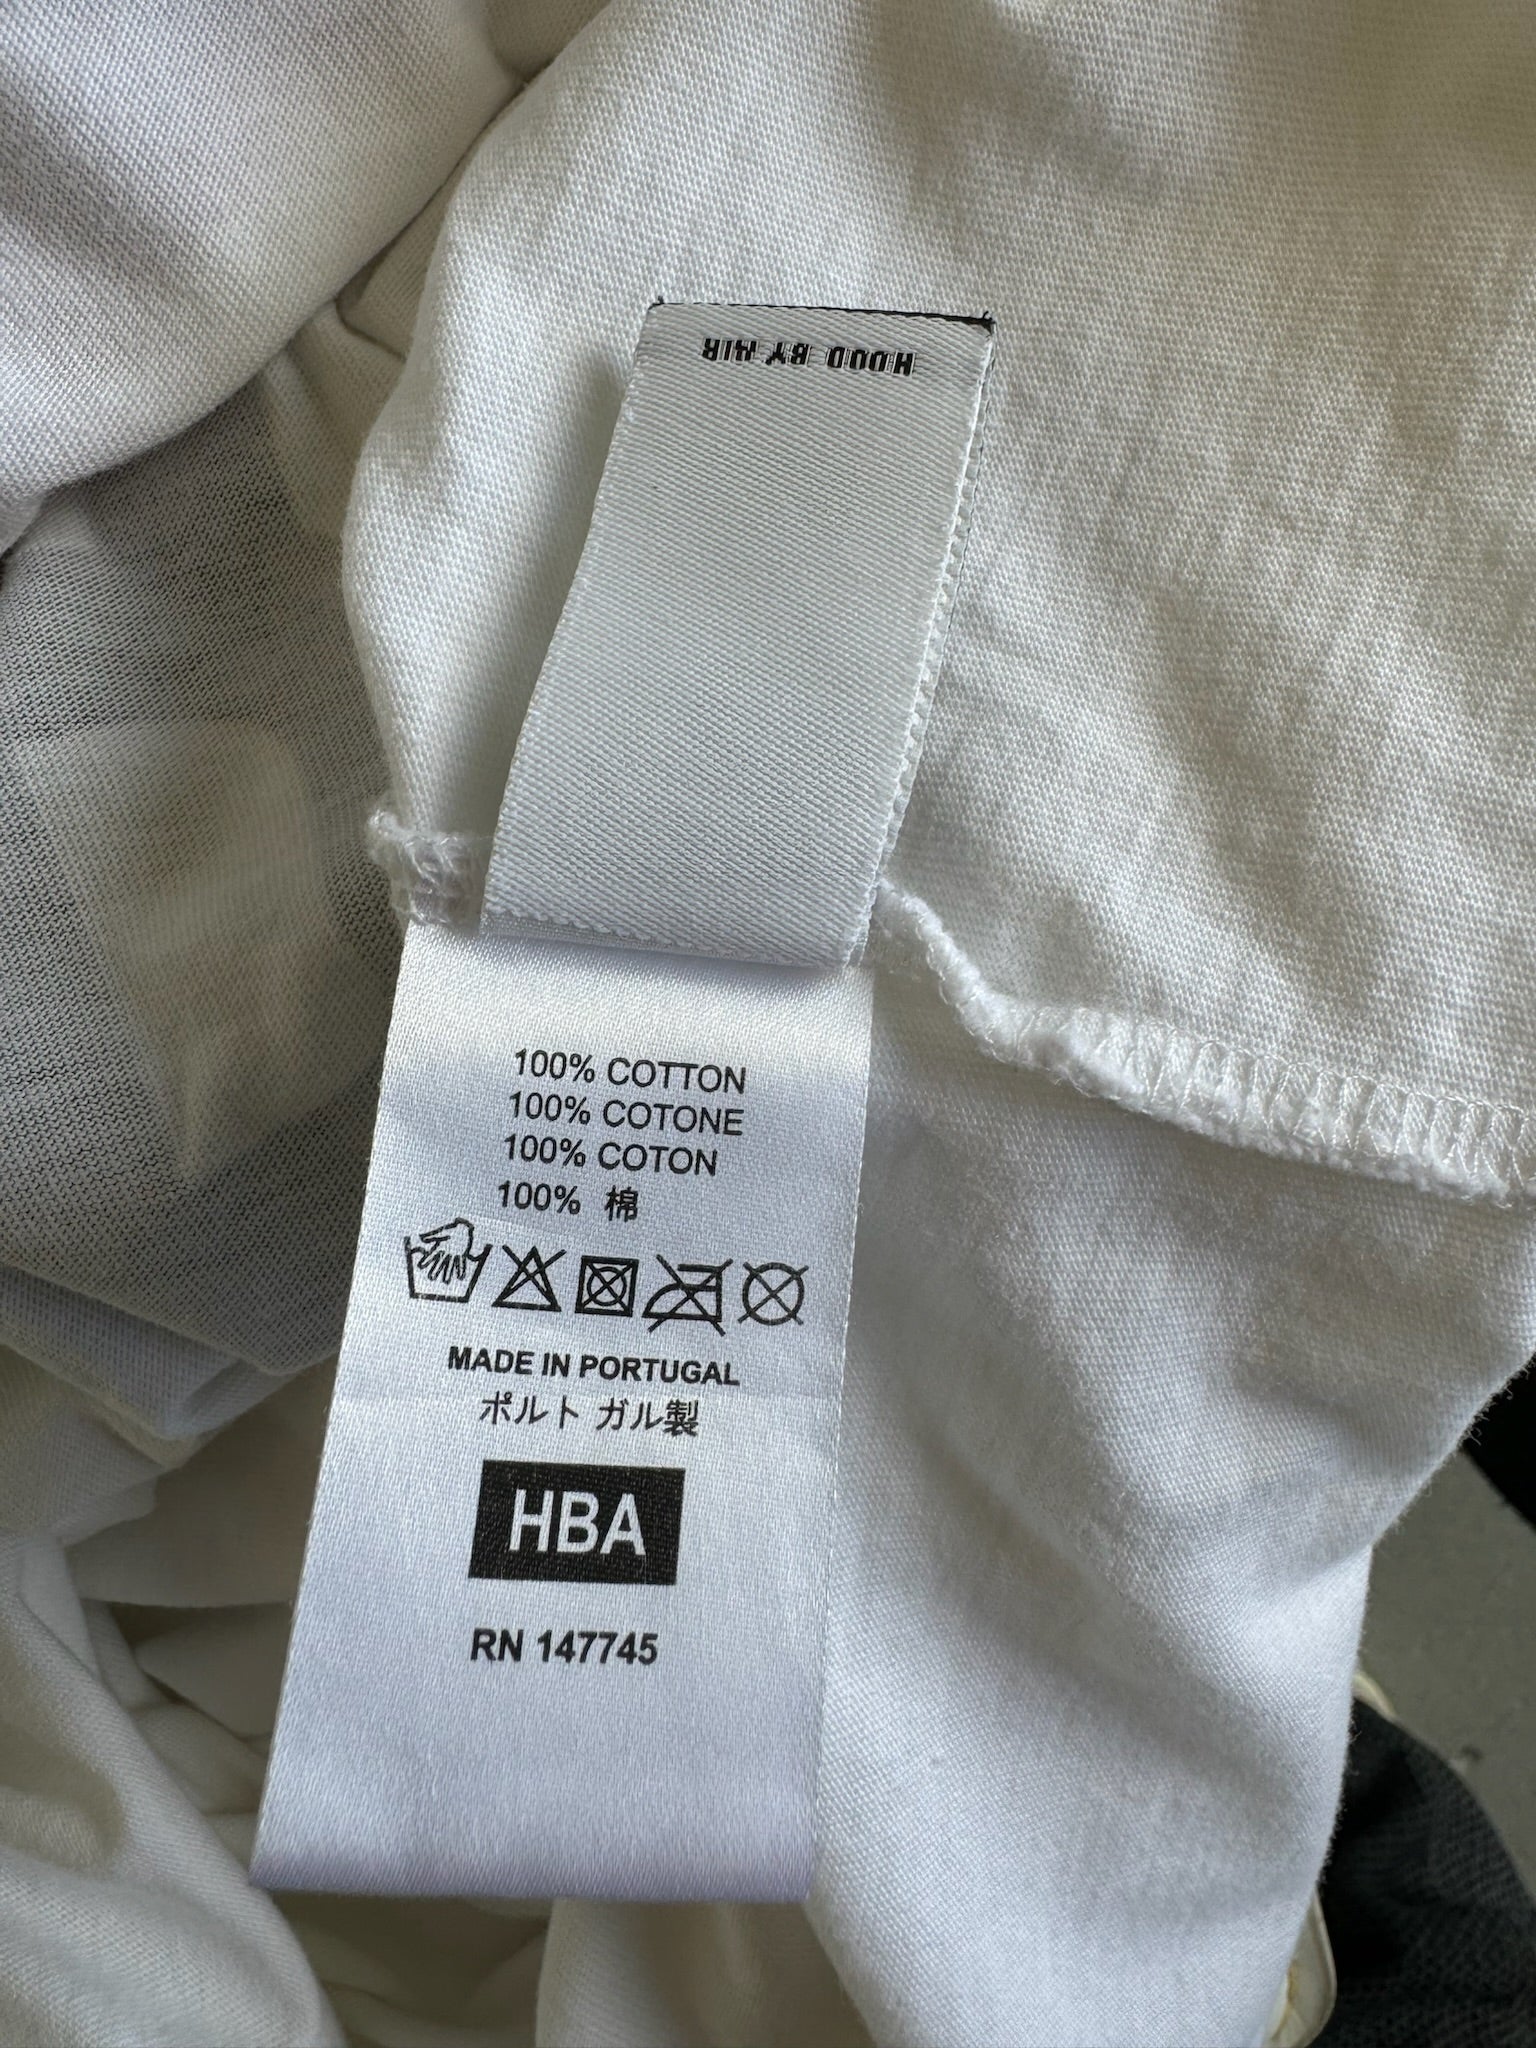 HOOD BY AIR
100% COTTON
100% COTONE
100% COTON
100% 棉
MADE IN PORTUGAL
ポルト ガル製
HBA
RN 147745